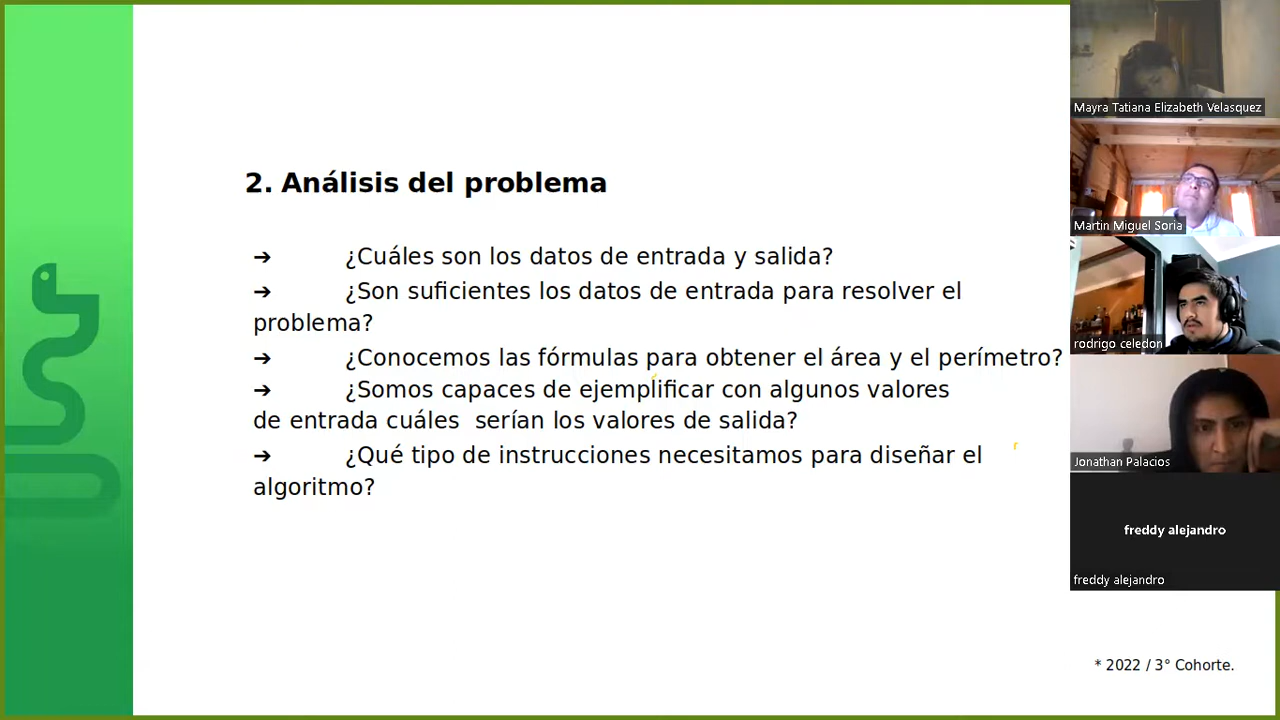 2. Análisis del problema
➔ ¿Cuáles son los datos de entrada y salida?
➔ ¿Son suficientes los datos de entrada para resolver el
problema?
➔ ¿Conocemos las fórmulas para obtener el área y el perímetro?
➔ ¿Somos capaces de ejemplificar con algunos valores
de entrada cuáles serían los valores de salida?
➔ ¿Qué tipo de instrucciones necesitamos para diseñar el
algoritmo?
* 2022 / 3° Cohorte.
Mayra Tatiana Elizabeth Velasquez
Martin Miguel Soria
rodrigo celedon
Jonathan Palacios
freddy alejandro
freddy alejandro